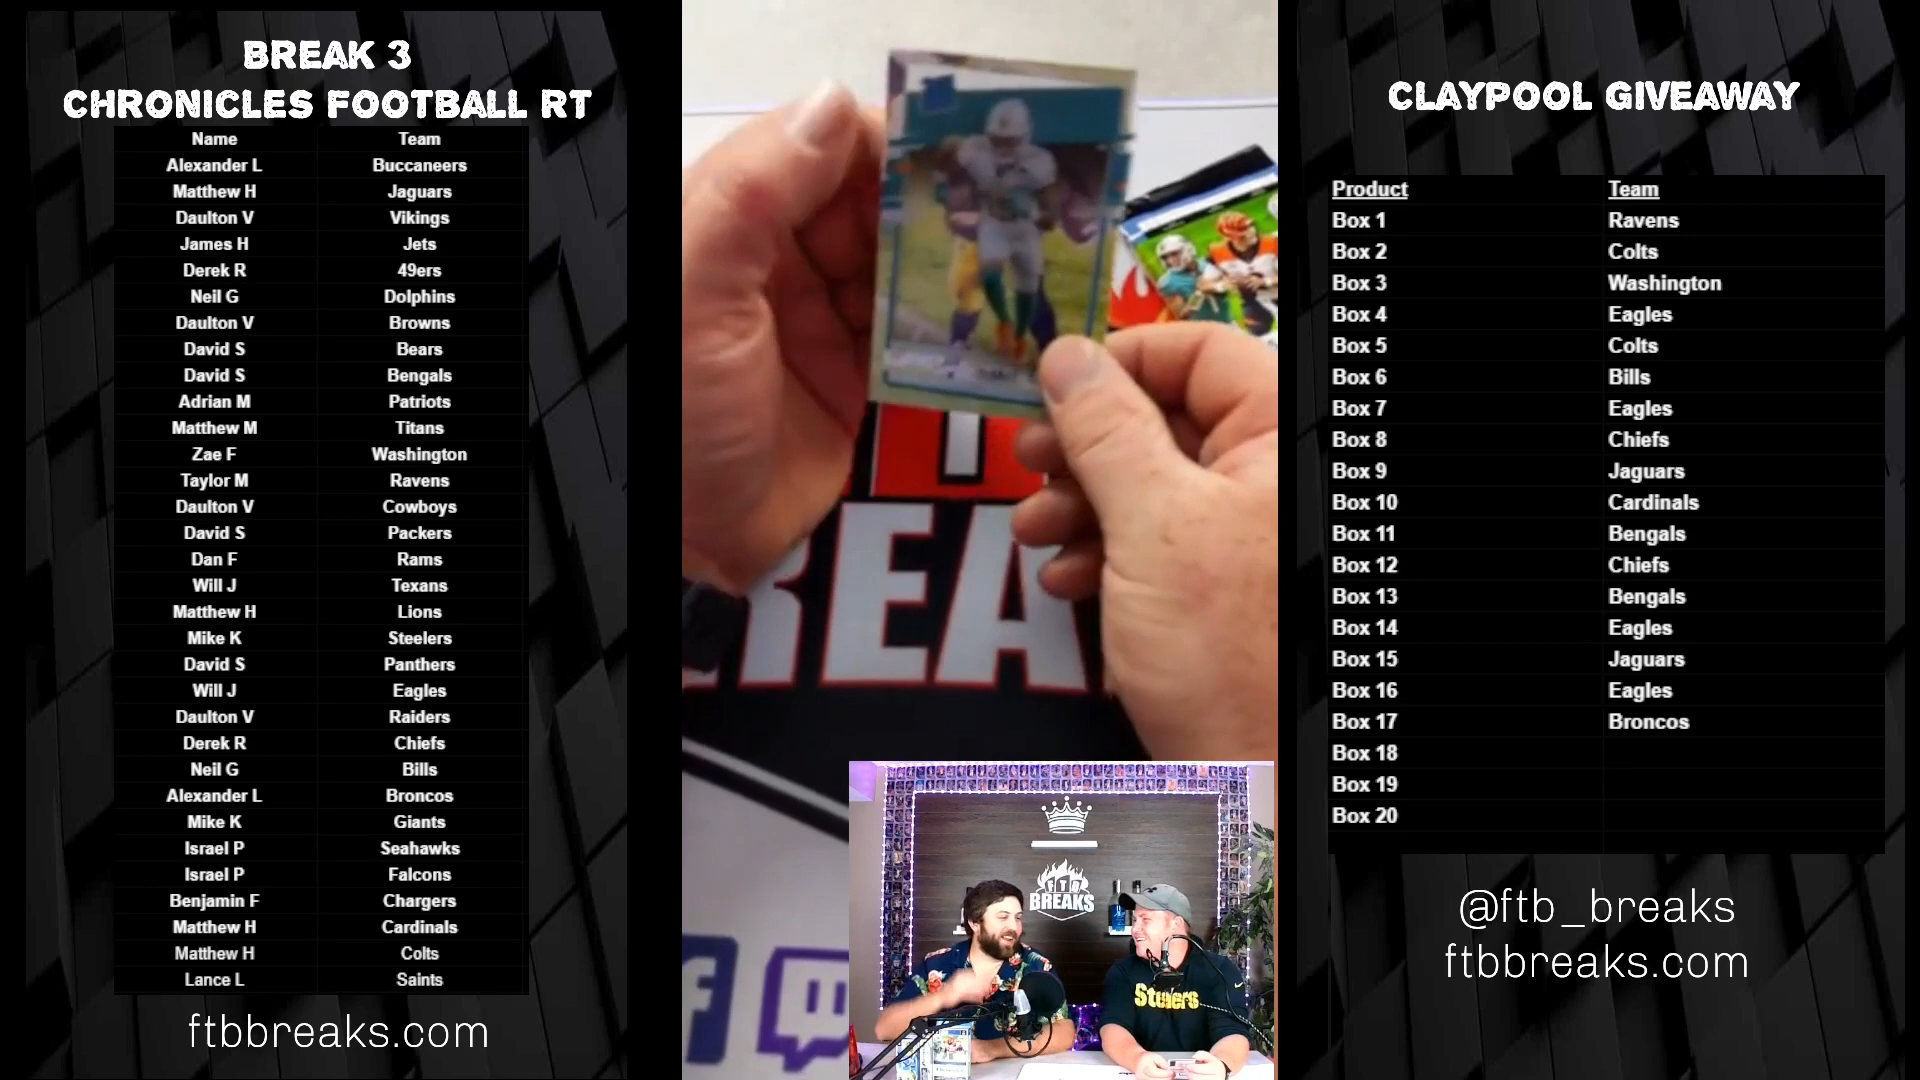 BREAK 3
CHRONICLES FOOTBALL RT
Name Team
Alexander L Buccaneers
Matthew H Jaguars
Daulton V Vikings
James H Jets
Derek R 49ers
Neil G Dolphins
Daulton V Browns
David S Bears
David S Bengals
Adrian M Patriots
Matthew M Titans
Zae F Washington
Taylor M Ravens
Daulton V Cowboys
David S Packers
Dan F Rams
Will J Texans
Matthew H Lions
Mike K Steelers
David S Panthers
Will J Eagles
Daulton V Raiders
Derek R Chiefs
Neil G Bills
Alexander L Broncos
Mike K Giants
Israel P Seahawks
Israel P Falcons
Benjamin F Chargers
Matthew H Cardinals
Matthew H Colts
Lance L Saints
ftbbreaks.com
REA
FTB
BREAKS
Steelers
CLAYPOOL GIVEAWAY
Product Team
Box 1 Ravens
Box 2 Colts
Box 3 Washington
Box 4 Eagles
Box 5 Colts
Box 6 Bills
Box 7 Eagles
Box 8 Chiefs
Box 9 Jaguars
Box 10 Cardinals
Box 11 Bengals
Box 12 Chiefs
Box 13 Bengals
Box 14 Eagles
Box 15 Jaguars
Box 16 Eagles
Box 17 Broncos
Box 18
Box 19
Box 20
@ftb_breaks
ftbbreaks.com